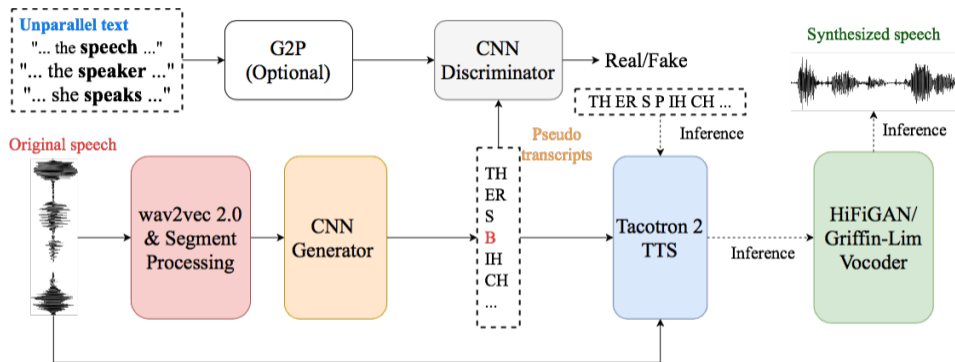 Unparallel text
"... the speech ..."
"... the speaker ..."
"... she speaks ..."
G2P
(Optional)
CNN
Discriminator
Real/Fake
Synthesized speech
TH ER S P IH CH ...
Inference
Inference
Original speech
Pseudo
transcripts
wav2vec 2.0
& Segment
Processing
CNN
Generator
TH
ER
S
B
IH
CH
...
Tacotron 2
TTS
Inference
HiFiGAN/
Griffin-Lim
Vocoder